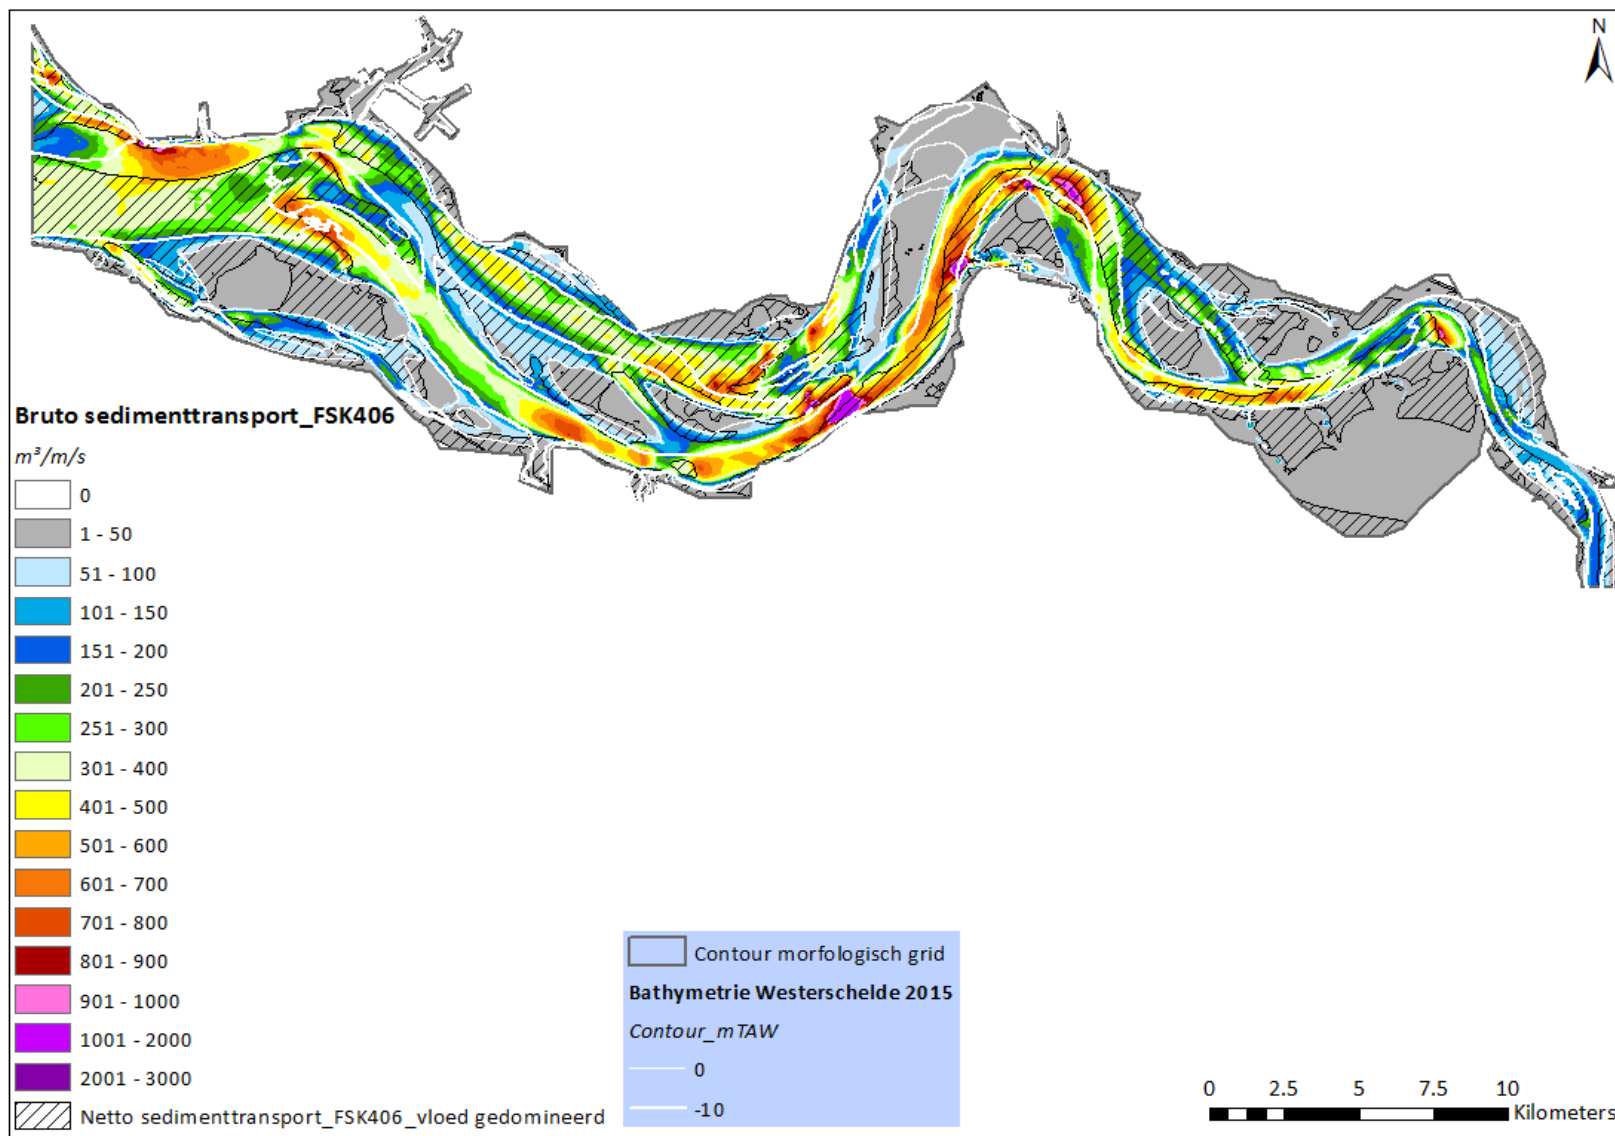 N
Bruto sedimenttransport_FSK406
m³/m/s
0
1 - 50
51 - 100
101 - 150
151 - 200
201 - 250
251 - 300
301 - 400
401 - 500
501 - 600
601 - 700
701 - 800
801 - 900
901 - 1000
1001 - 2000
2001 - 3000
Netto sedimenttransport_FSK406_vloed gedomineerd
Contour morfologisch grid
Bathymetrie Westerschelde 2015
Contour_mTAW
0
-10
0 2.5 5 7.5 10
Kilometers